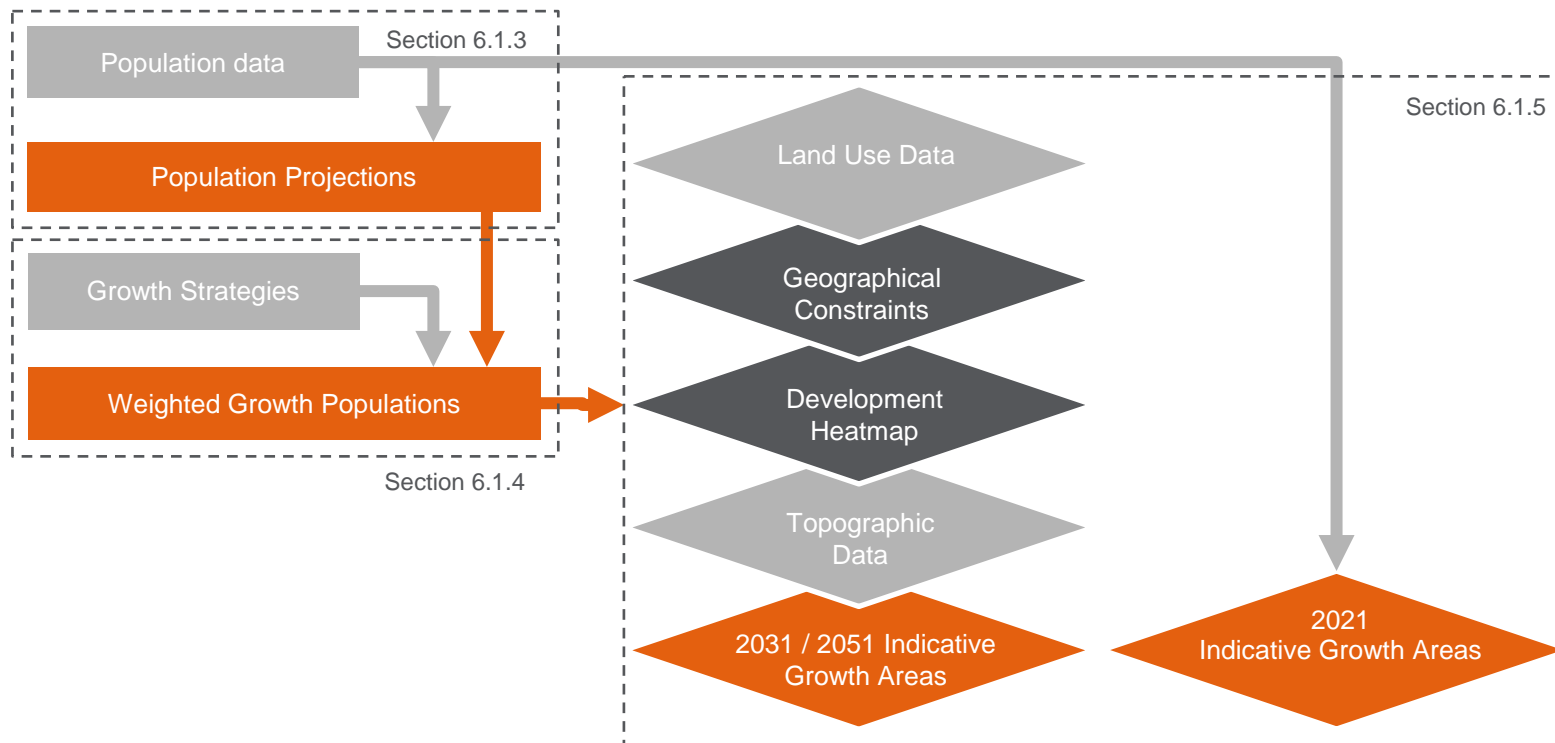 Section 6.1.3
Population data
Population Projections
Growth Strategies
Weighted Growth Populations
Section 6.1.4
Section 6.1.5
Land Use Data
Geographical
Constraints
Development
Heatmap
Topographic
Data
2031 / 2051 Indicative
Growth Areas
2021
Indicative Growth Areas